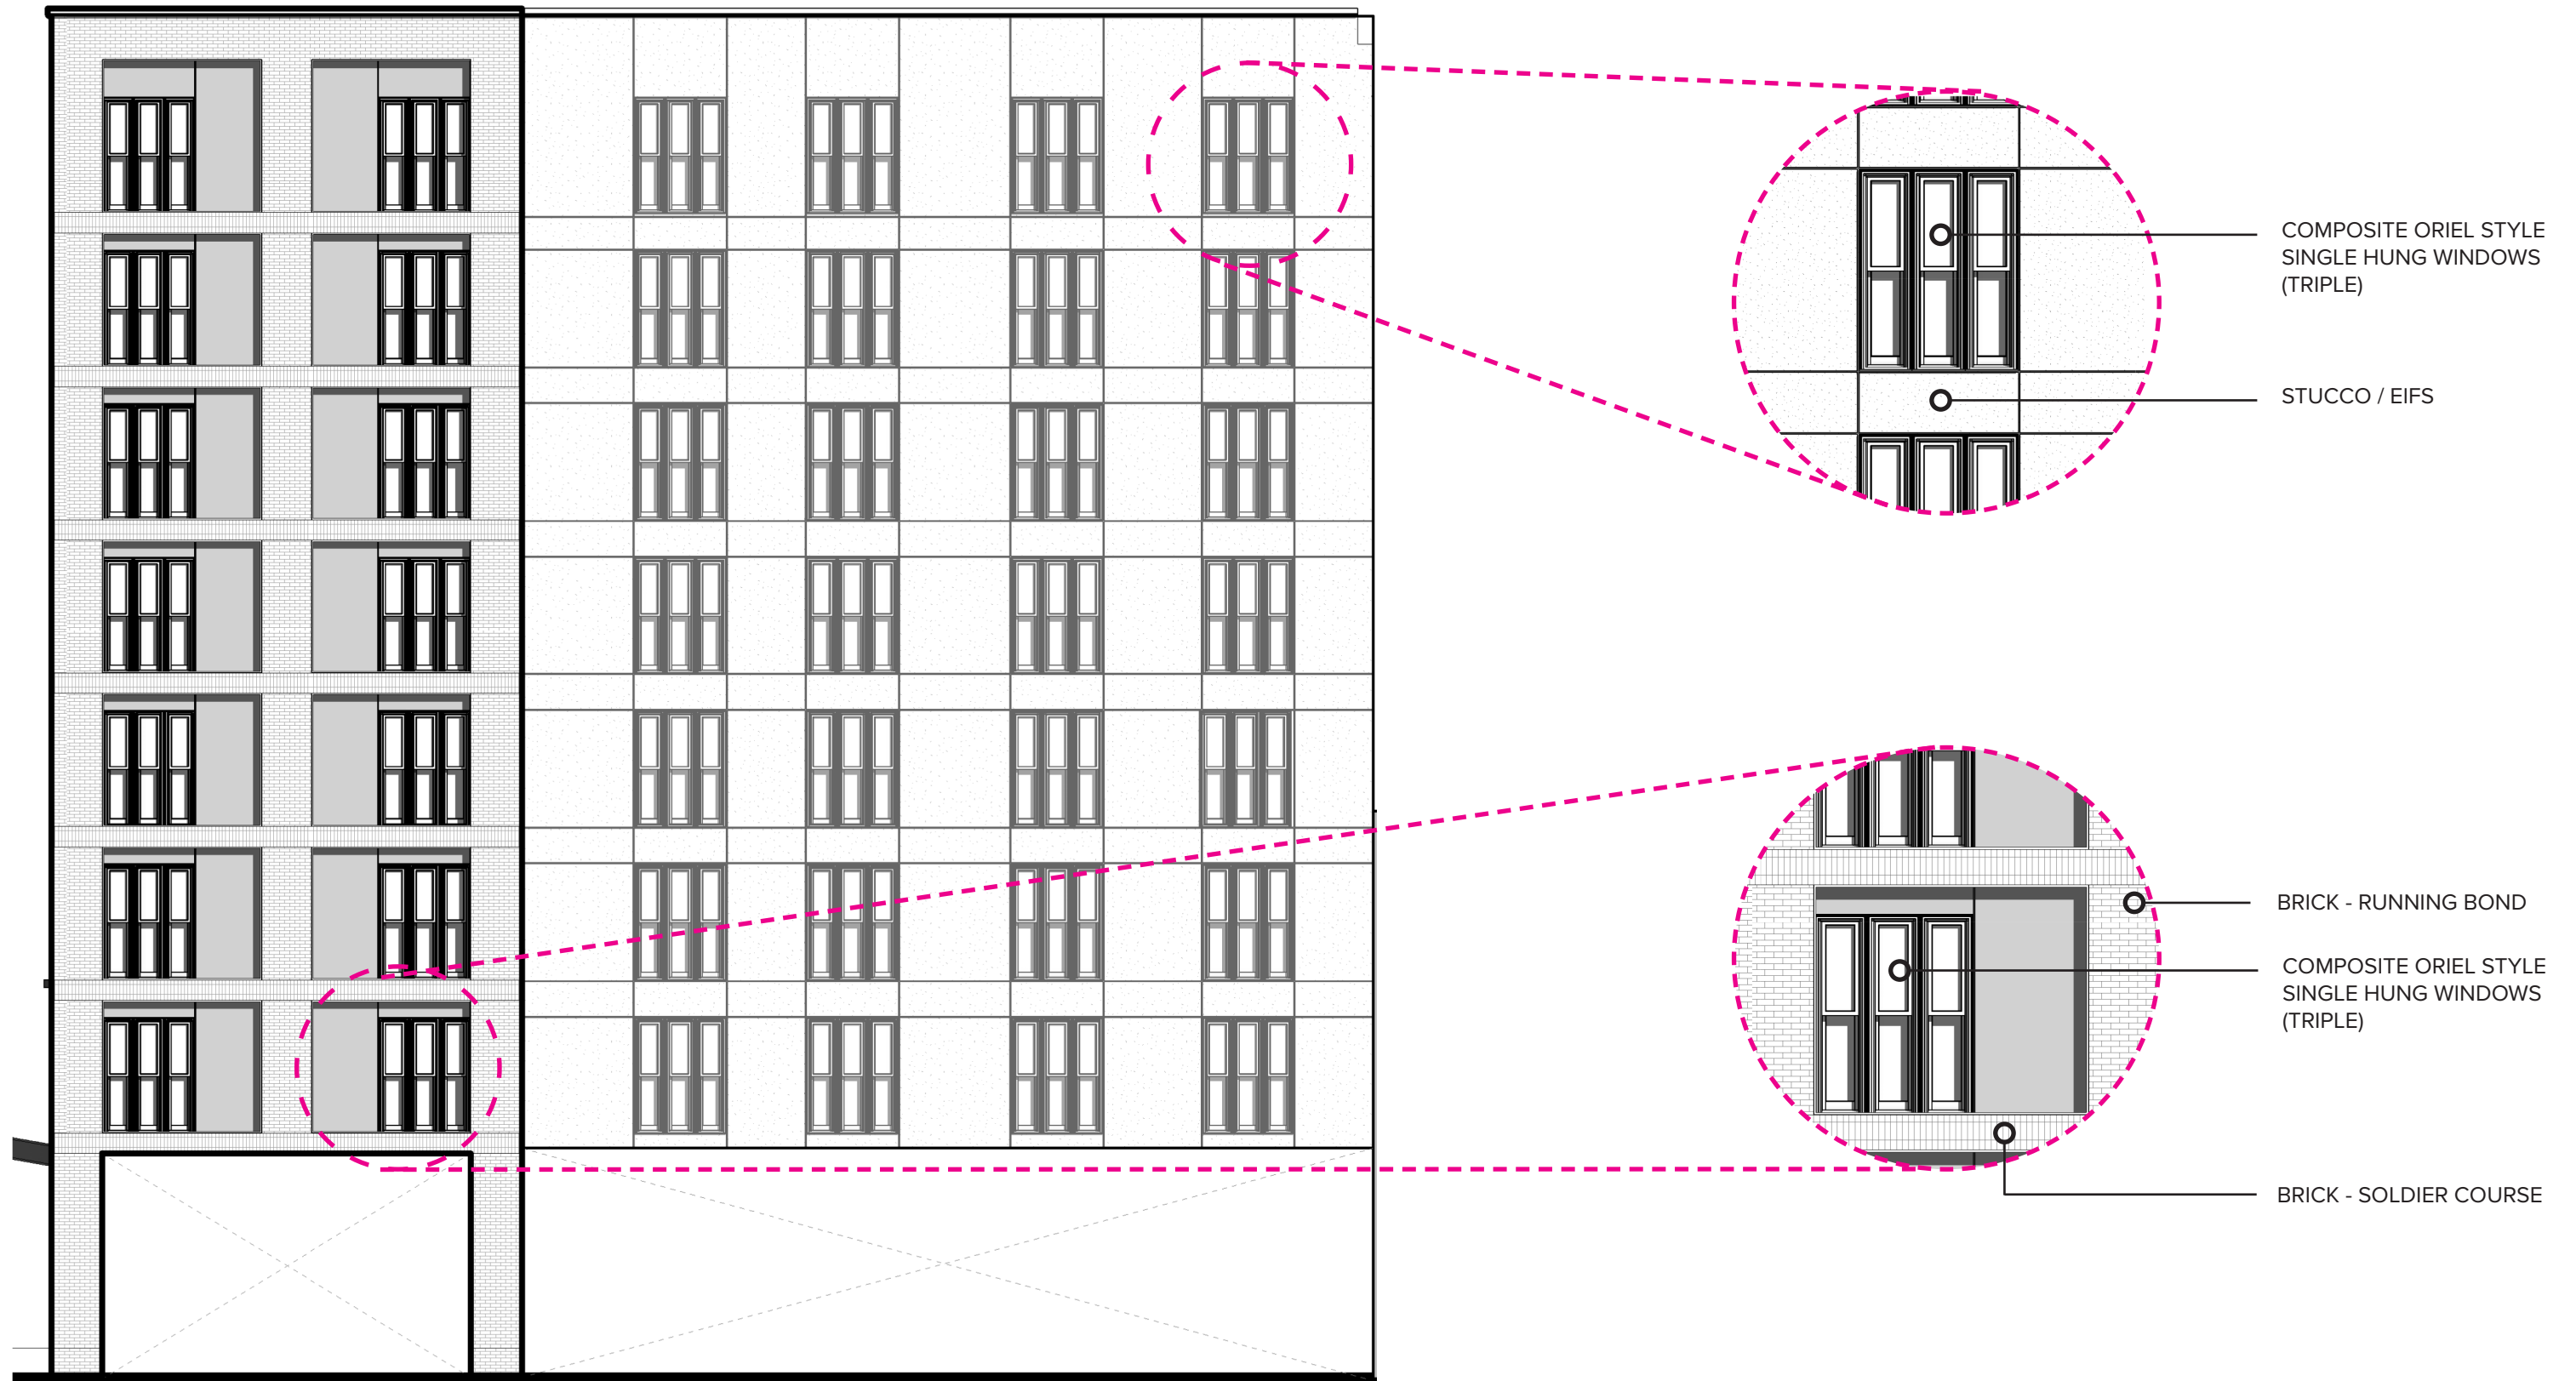 COMPOSITE ORIEL STYLE
SINGLE HUNG WINDOWS
(TRIPLE)
STUCCO / EIFS
BRICK - RUNNING BOND
COMPOSITE ORIEL STYLE
SINGLE HUNG WINDOWS
(TRIPLE)
BRICK - SOLDIER COURSE